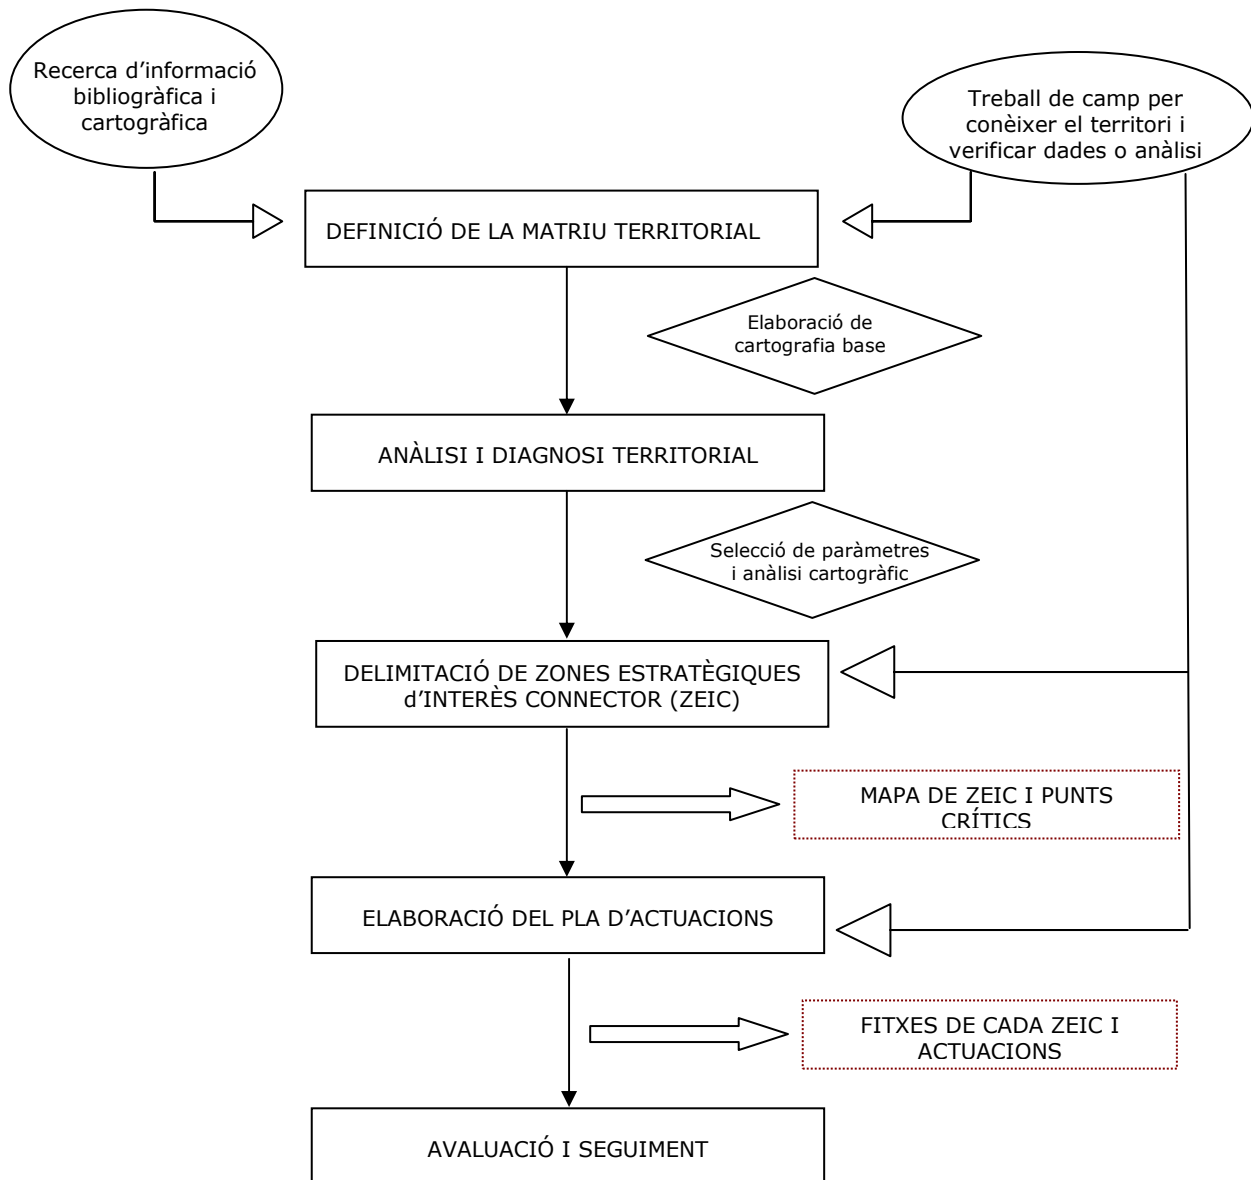 Recerca d’informació
bibliogràfica i
cartogràfica
Treball de camp per
conèixer el territori i
verificar dades o anàlisi
DEFINICIÓ DE LA MATRIU TERRITORIAL
Elaboració de
cartografia base
ANÀLISI I DIAGNOSI TERRITORIAL
Selecció de paràmetres
i anàlisi cartogràfic
DELIMITACIÓ DE ZONES ESTRATÈGIQUES
d’INTERÈS CONNECTOR (ZEIC)
MAPA DE ZEIC I PUNTS
CRÍTICS
ELABORACIÓ DEL PLA D’ACTUACIONS
FITXES DE CADA ZEIC I
ACTUACIONS
AVALUACIÓ I SEGUIMENT